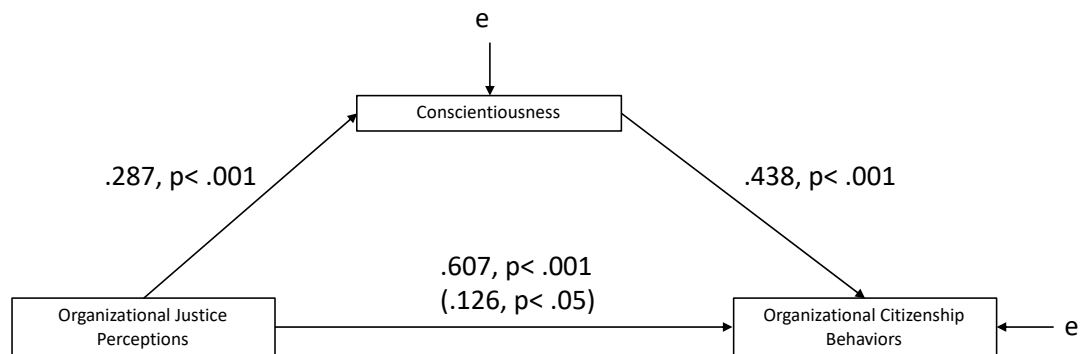 e
Conscientiousness
.287, p< .001
.438, p< .001
.607, p< .001
(.126, p< .05)
Organizational Justice
Perceptions
Organizational Citizenship
Behaviors
e